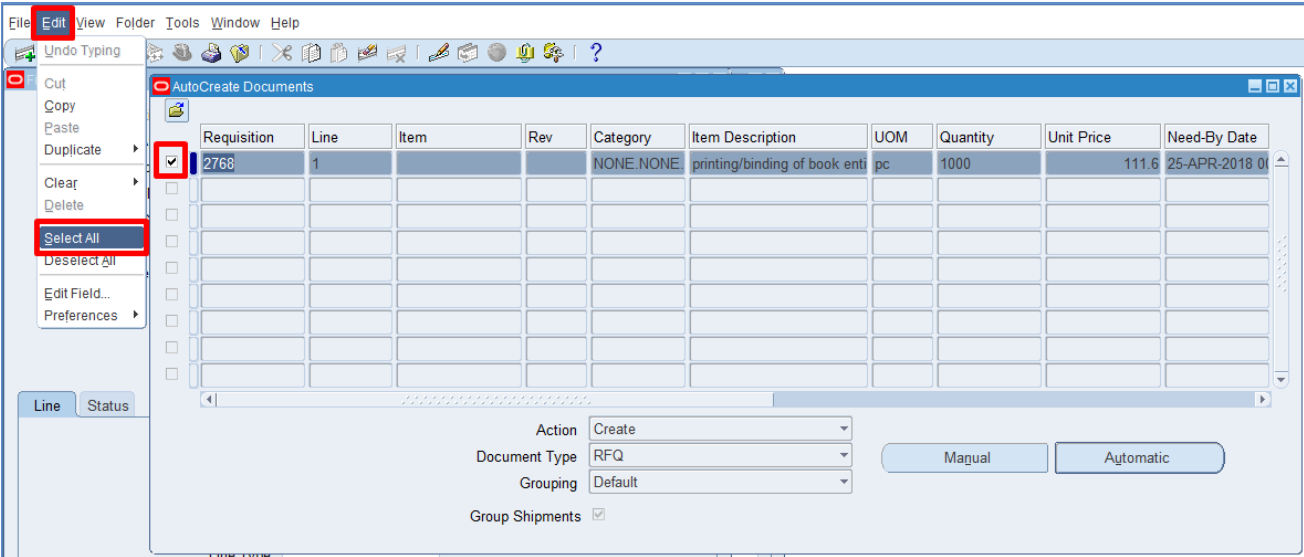 File Edit View Folder Tools Window Help
Undo Typing
Cut
Copy
Paste
Duplicate
Clear
Delete
Select All
Deselect All
Edit Field...
Preferences
AutoCreate Documents
Requisition Line Item Rev Category Item Description UOM Quantity Unit Price Need-By Date
2768 1 NONE.NONE. printing/binding of book enti pc 1000 111.6 25-APR-2018 00
Line Status
Action Create
Document Type RFQ
Grouping Default
Group Shipments
Manual Automatic